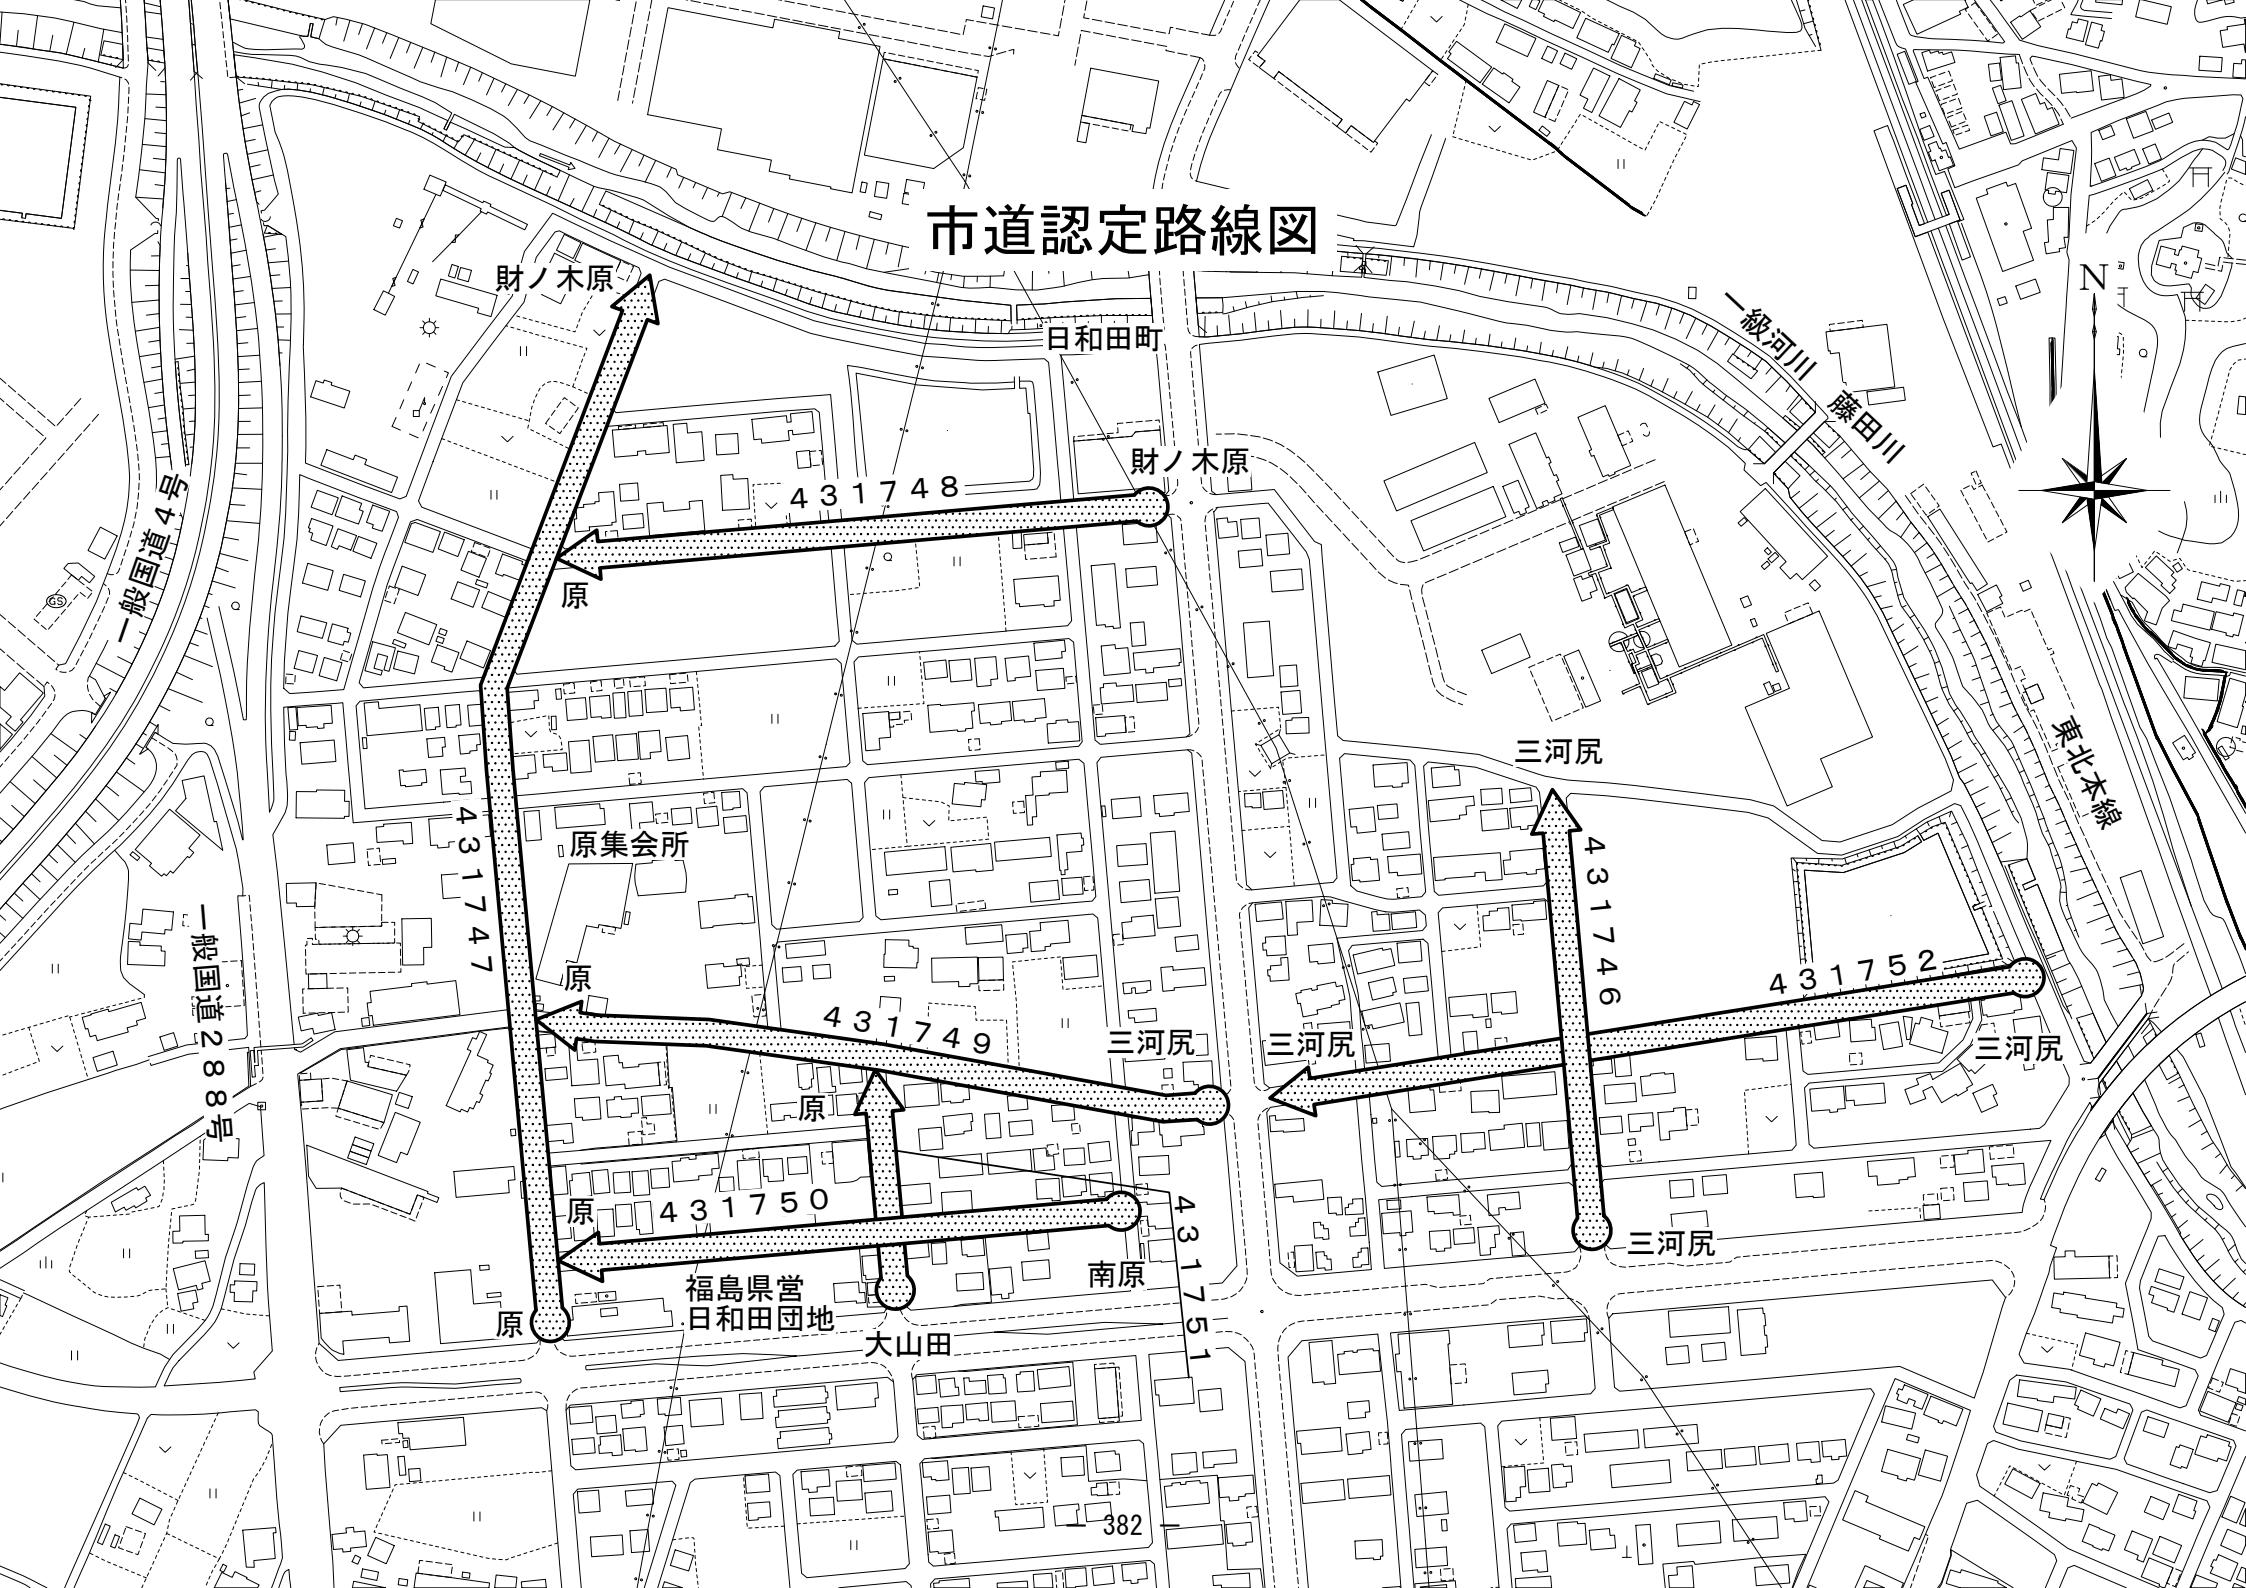 市道認定路線図
財ノ木原
日和田町
一級河川
藤田川
N
財ノ木原
431748
一般国道4号
原
GS
三河尻
東北本線
431747
原集会所
431746
431752
一般国道288号
原
431749
三河尻
三河尻
三河尻
原
原
431750
431751
三河尻
南原
福島県営
日和田団地
原
大山田
― 382 ―